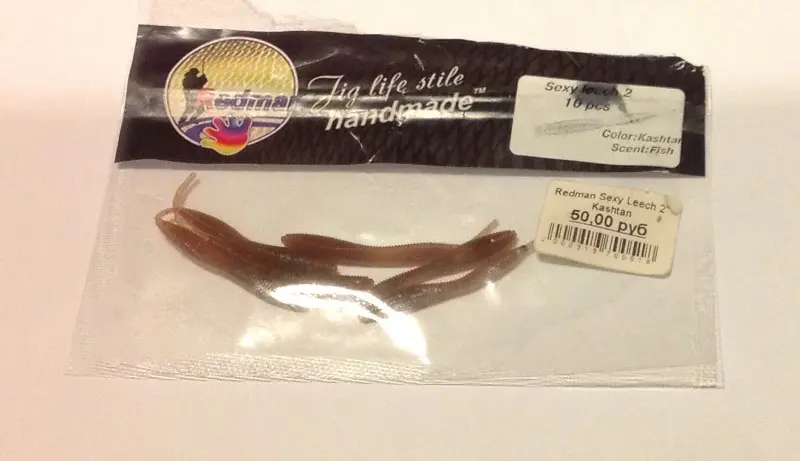 Redman
Jig life stile
handmade™
Sexy leech 2
10 pcs
Color:Kashtan
Scent:Fish
Redman Sexy Leech 2"
Kashtan
50,00 руб